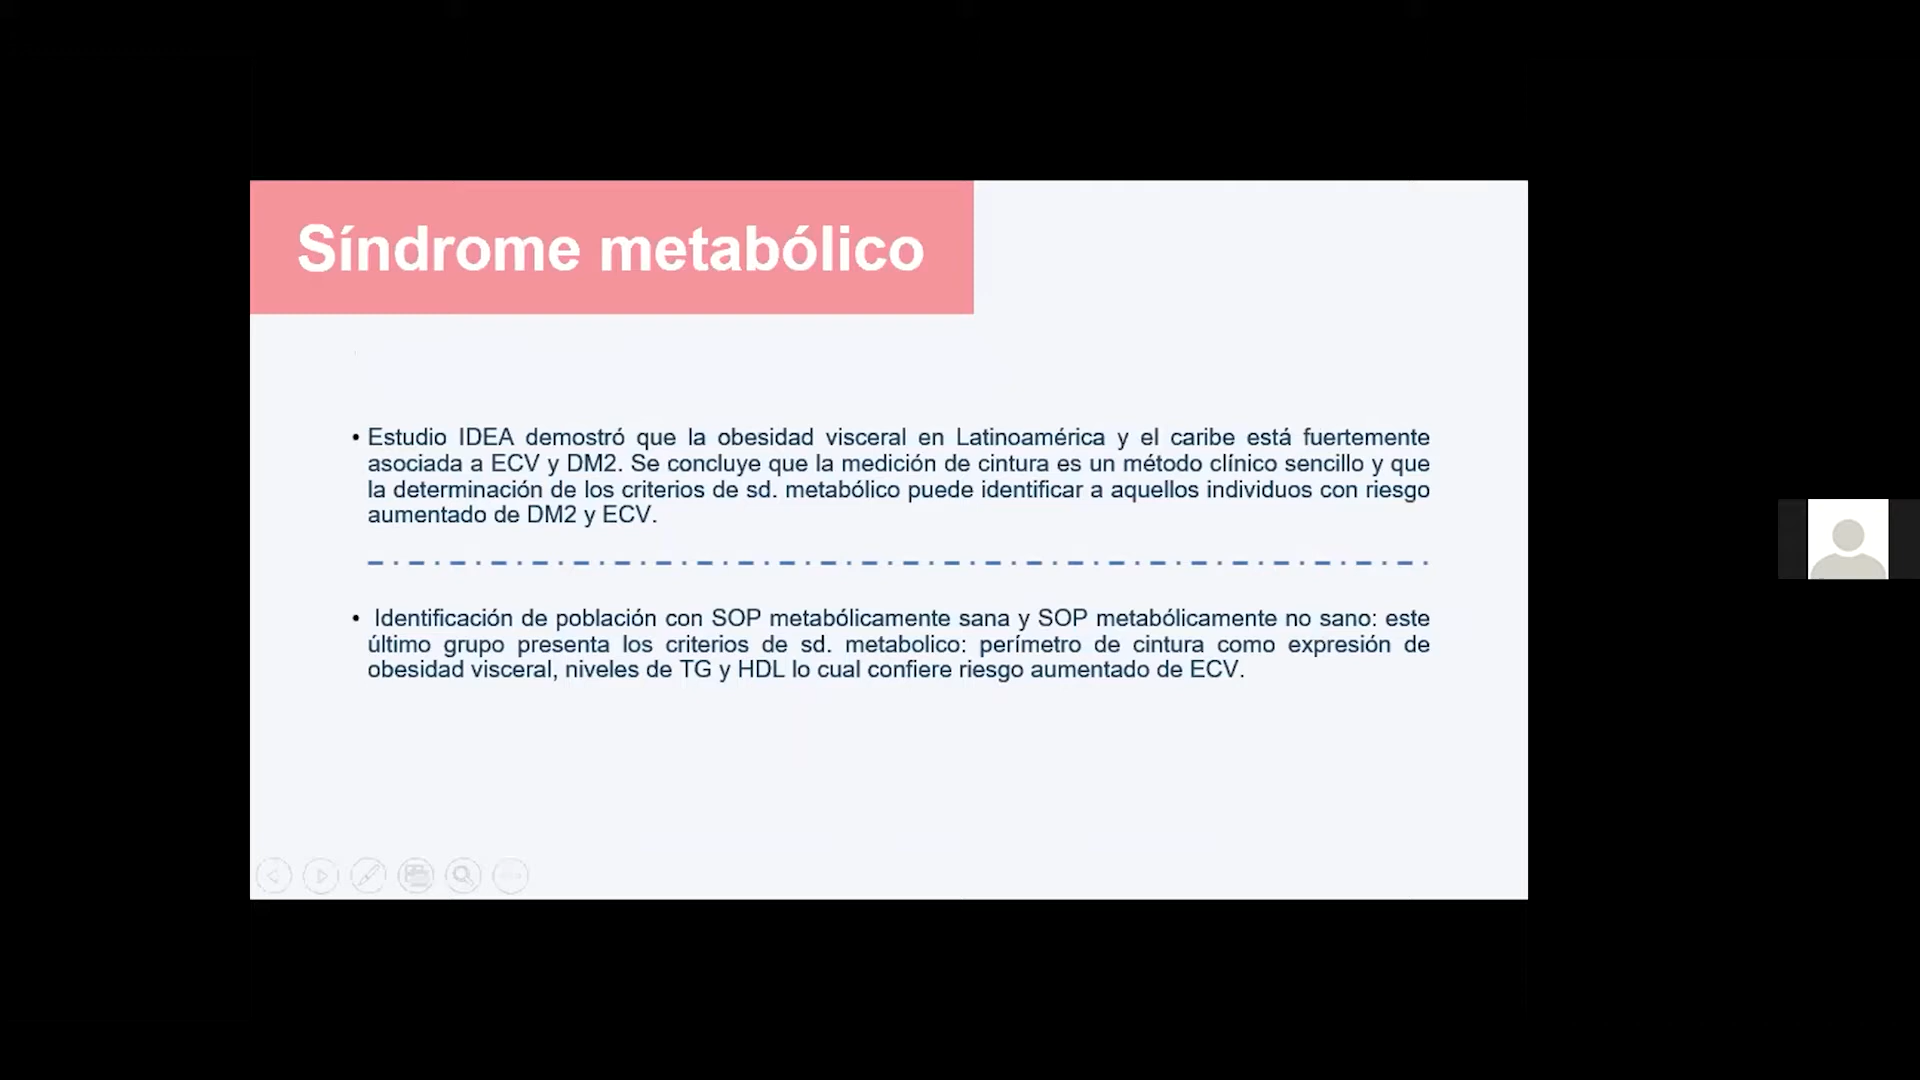 Síndrome metabólico
• Estudio IDEA demostró que la obesidad visceral en Latinoamérica y el caribe está fuertemente
asociada a ECV y DM2. Se concluye que la medición de cintura es un método clínico sencillo y que
la determinación de los criterios de sd. metabólico puede identificar a aquellos individuos con riesgo
aumentado de DM2 y ECV.
• Identificación de población con SOP metabólicamente sana y SOP metabólicamente no sano: este
último grupo presenta los criterios de sd. metabolico: perímetro de cintura como expresión de
obesidad visceral, niveles de TG y HDL lo cual confiere riesgo aumentado de ECV.